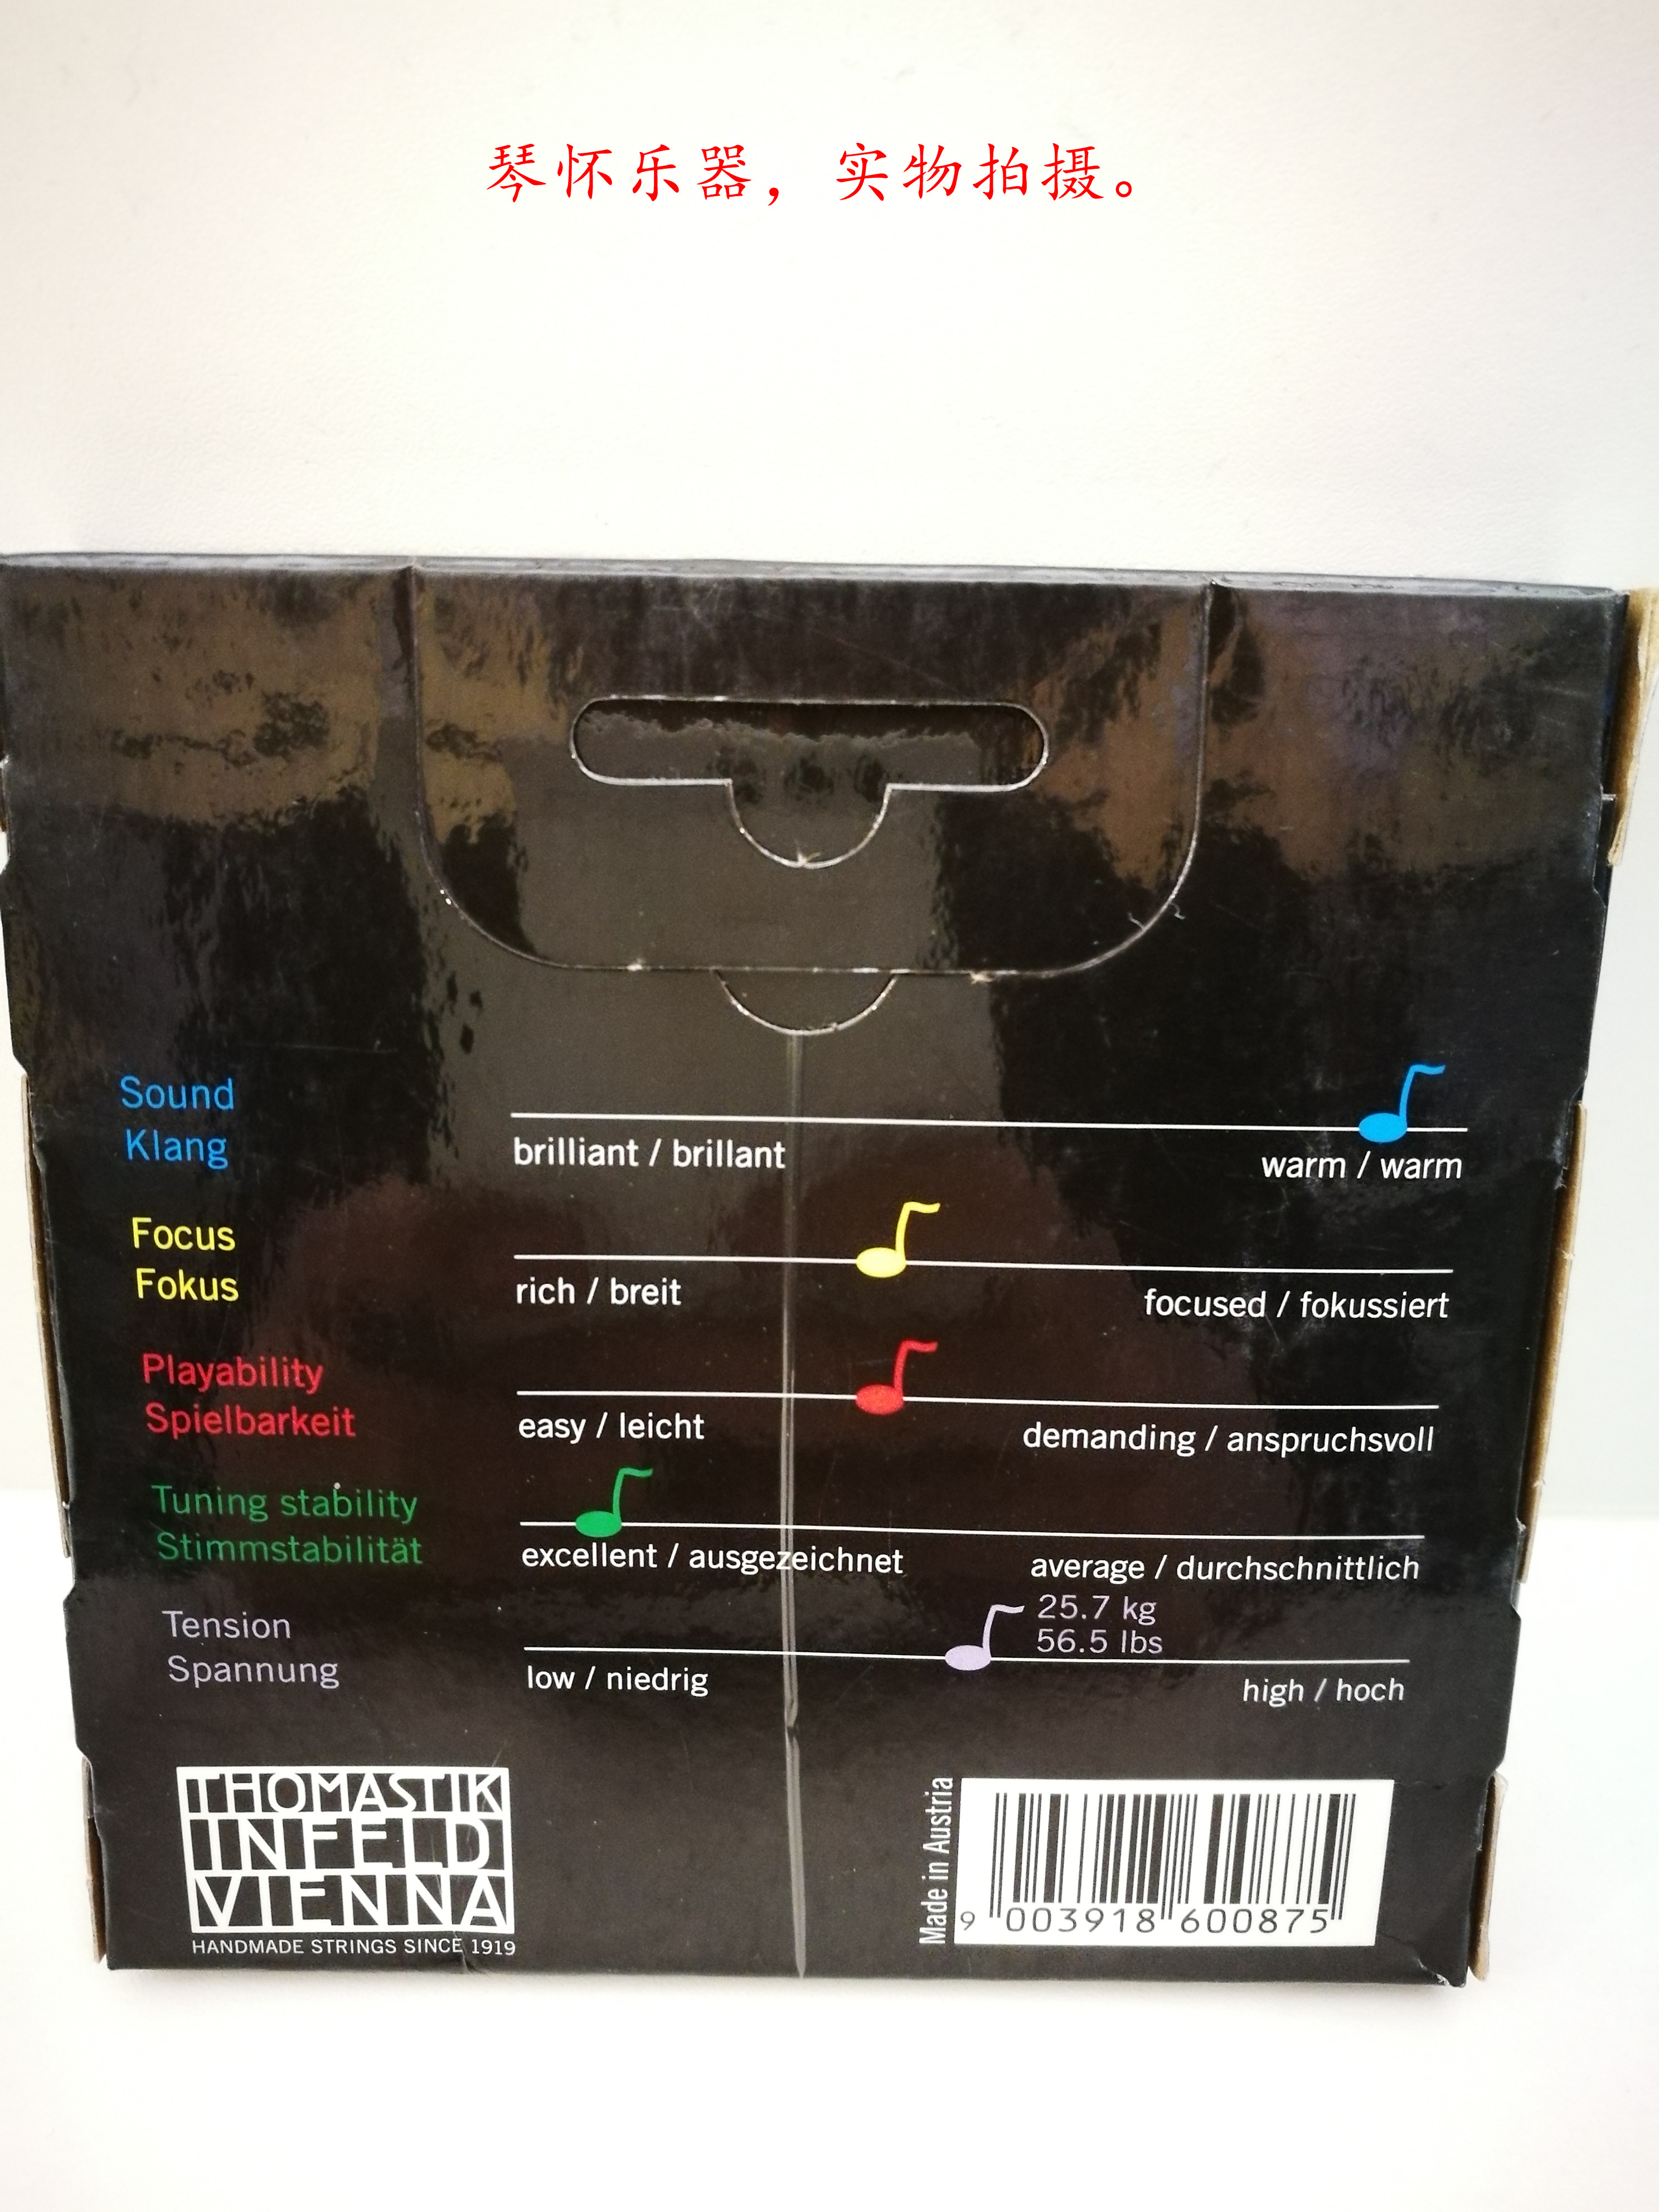 琴怀乐器，实物拍摄。
Sound
Klang
brilliant / brillant
warm / warm
Focus
Fokus
rich / breit
focused / fokussiert
Playability
Spielbarkeit
easy / leicht
demanding / anspruchsvoll
Tuning stability
Stimmstabilität
excellent / ausgezeichnet
average / durchschnittlich
Tension
Spannung
25.7 kg
56.5 lbs
low / niedrig
high / hoch
THOMASTIK
INFELD
VIENNA
HANDMADE STRINGS SINCE 1919
Made in Austria
9 003918 600875